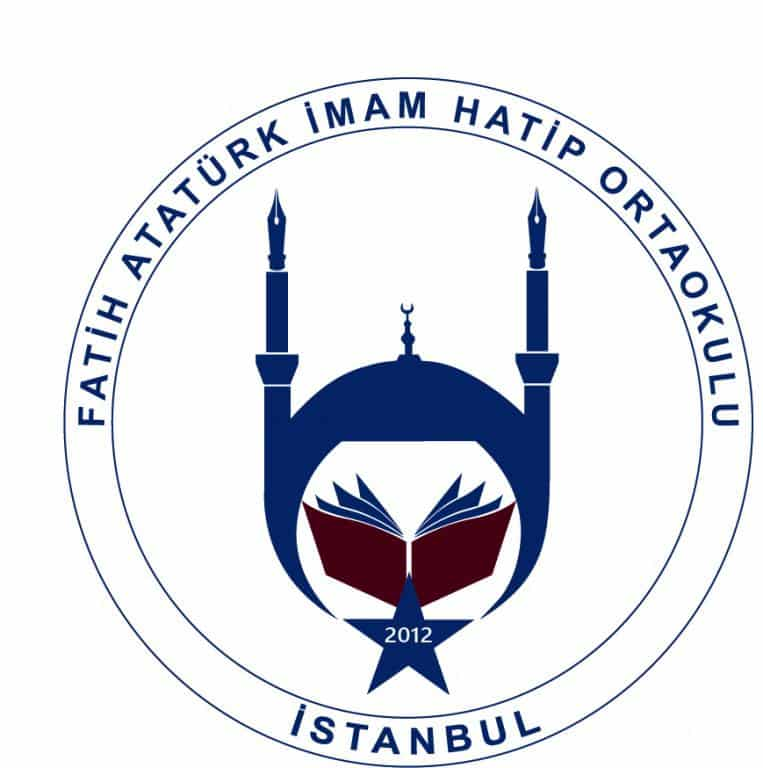 FATİH ATATÜRK İMAM HATİP ORTAOKULU
2012
İSTANBUL